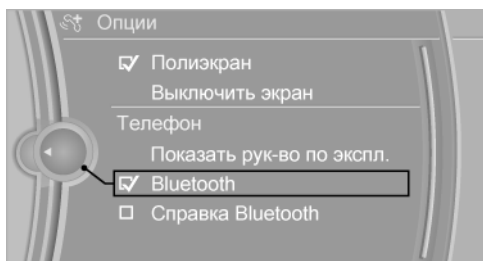 Опции
Полиэкран
Выключить экран
Телефон
Показать рук-во по экспл.
Bluetooth
Справка Bluetooth